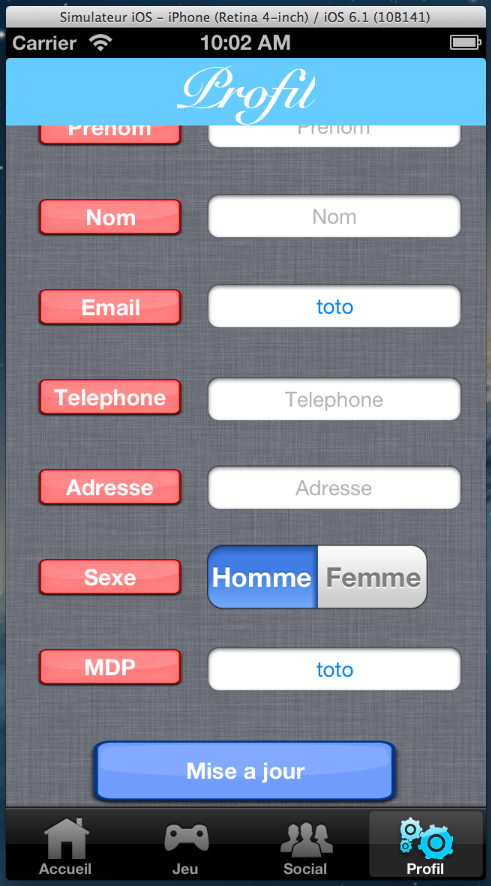 Simulateur iOS – iPhone (Retina 4-inch) / iOS 6.1 (10B141)
Carrier 10:02 AM
Profil
Prenom Prenom
Nom Nom
Email toto
Telephone Telephone
Adresse Adresse
Sexe Homme Femme
MDP toto
Mise a jour
Accueil Jeu Social Profil